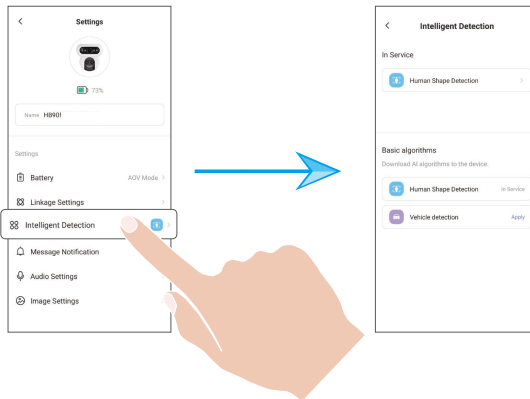 Settings
73%
Name HB901
Settings
Battery AOV Mode
Linkage Settings
Intelligent Detection
Message Notification
Audio Settings
Image Settings
Intelligent Detection
In Service
Human Shape Detection
Basic algorithms
Download AI algorithms to the device.
Human Shape Detection In Service
Vehicle detection Apply